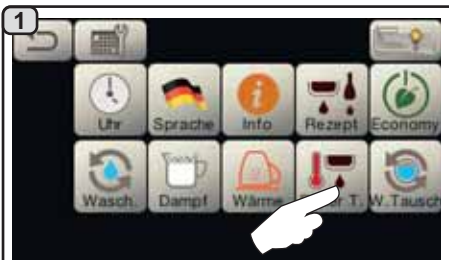 1
Uhr Sprache Info Rezept Economy
Wasch. Dampf Wärme T. W.Tausch